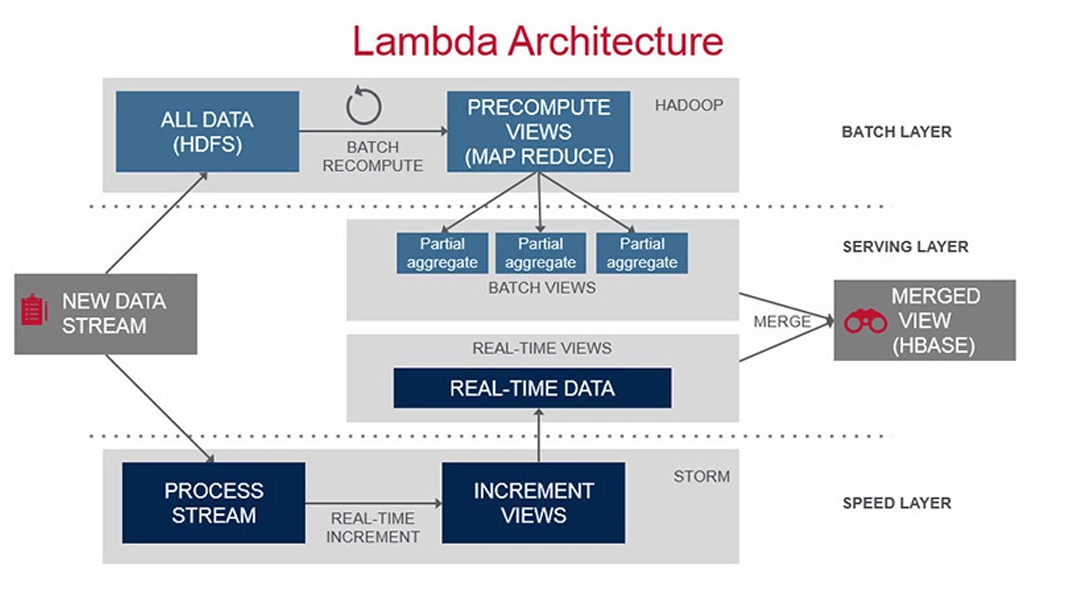 Lambda Architecture
HADOOP
ALL DATA
(HDFS)
BATCH
RECOMPUTE
PRECOMPUTE
VIEWS
(MAP REDUCE)
BATCH LAYER
Partial
aggregate
Partial
aggregate
Partial
aggregate
BATCH VIEWS
SERVING LAYER
NEW DATA
STREAM
MERGE
MERGED
VIEW
(HBASE)
REAL-TIME VIEWS
REAL-TIME DATA
PROCESS
STREAM
REAL-TIME
INCREMENT
INCREMENT
VIEWS
STORM
SPEED LAYER